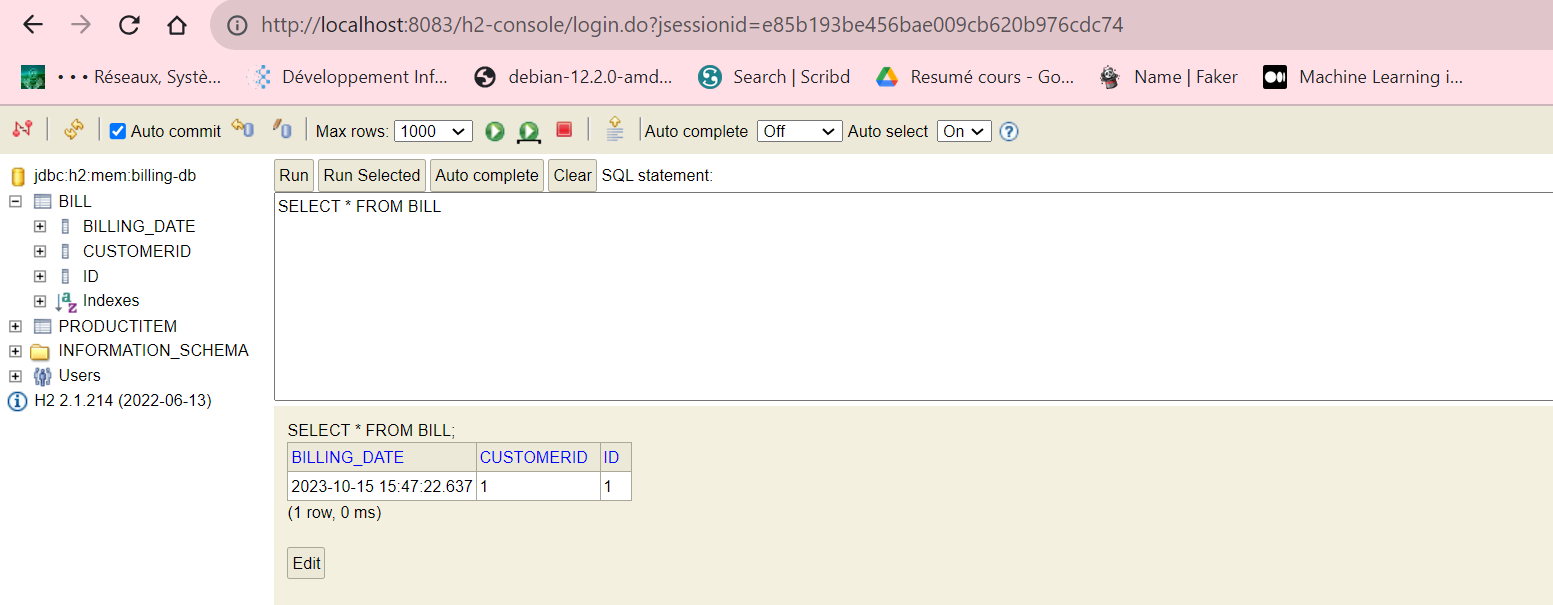 http://localhost:8083/h2-console/login.do?jsessionid=e85b193be456bae009cb620b976cdc74
• • • Réseaux, Systè... Développement Inf... debian-12.2.0-amd... Search | Scribd Resumé cours - Go... Name | Faker Machine Learning i...
Auto commit Max rows: 1000 Auto complete Off Auto select On ?
jdbc:h2:mem:billing-db
BILL
BILLING_DATE
CUSTOMERID
ID
Indexes
PRODUCTITEM
INFORMATION_SCHEMA
Users
H2 2.1.214 (2022-06-13)
Run Run Selected Auto complete Clear SQL statement:
SELECT * FROM BILL
SELECT * FROM BILL;
BILLING_DATE CUSTOMERID ID
2023-10-15 15:47:22.637 1 1
(1 row, 0 ms)
Edit